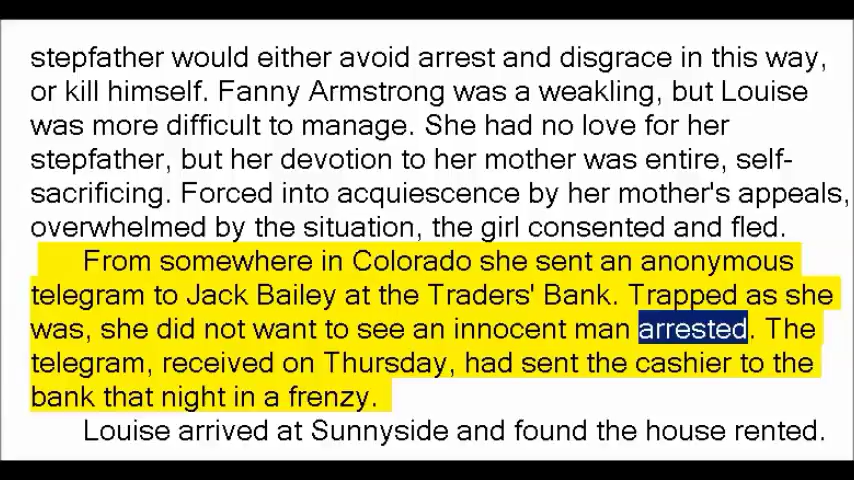 stepfather would either avoid arrest and disgrace in this way,
or kill himself. Fanny Armstrong was a weakling, but Louise
was more difficult to manage. She had no love for her
stepfather, but her devotion to her mother was entire, self-
sacrificing. Forced into acquiescence by her mother's appeals,
overwhelmed by the situation, the girl consented and fled.
From somewhere in Colorado she sent an anonymous
telegram to Jack Bailey at the Traders' Bank. Trapped as she
was, she did not want to see an innocent man arrested. The
telegram, received on Thursday, had sent the cashier to the
bank that night in a frenzy.
Louise arrived at Sunnyside and found the house rented.